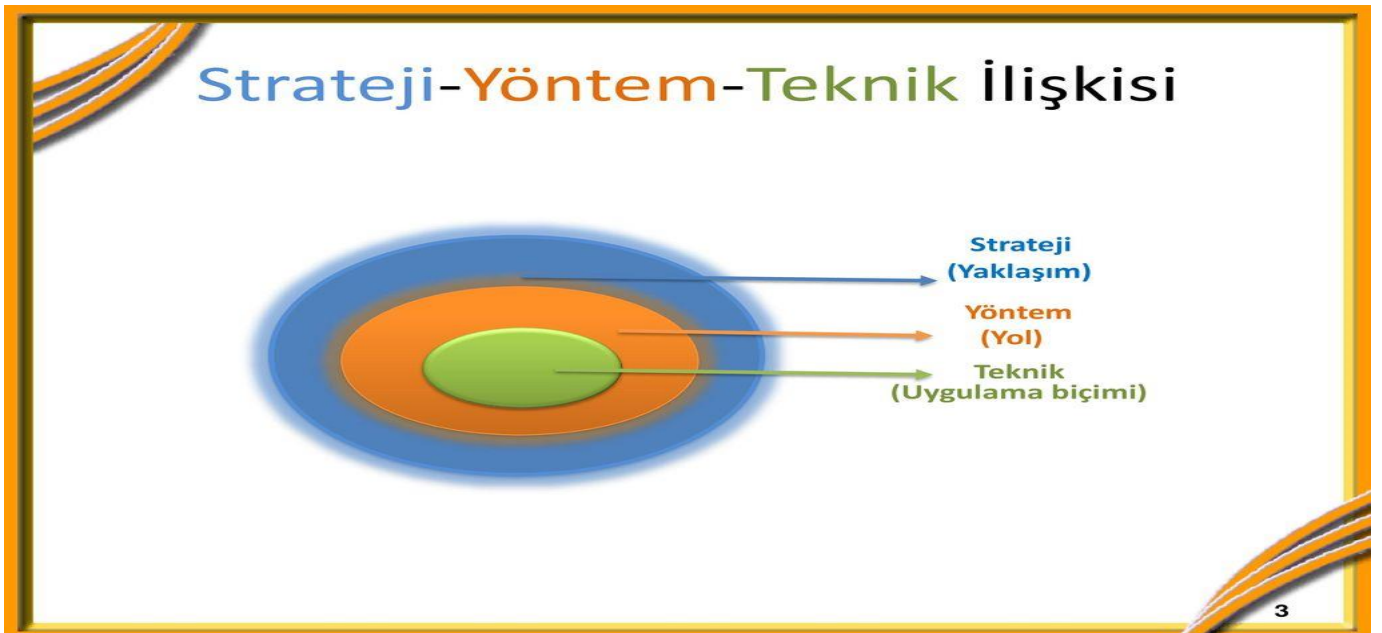 Strateji-Yöntem-Teknik İlişkisi
Strateji
(Yaklaşım)
Yöntem
(Yol)
Teknik
(Uygulama biçimi)
3